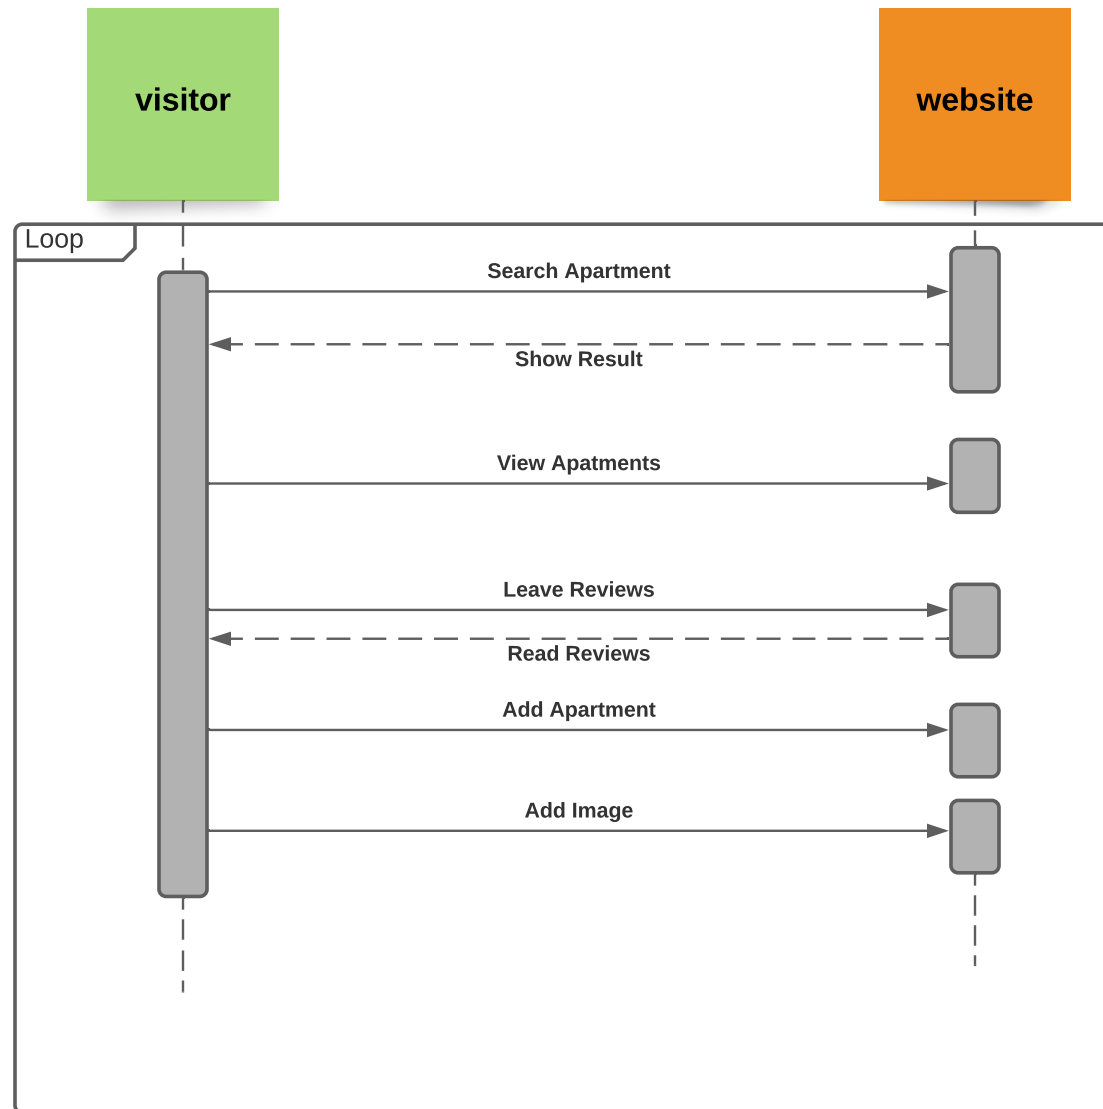 visitor
website
Loop
Search Apartment
Show Result
View Apatments
Leave Reviews
Read Reviews
Add Apartment
Add Image